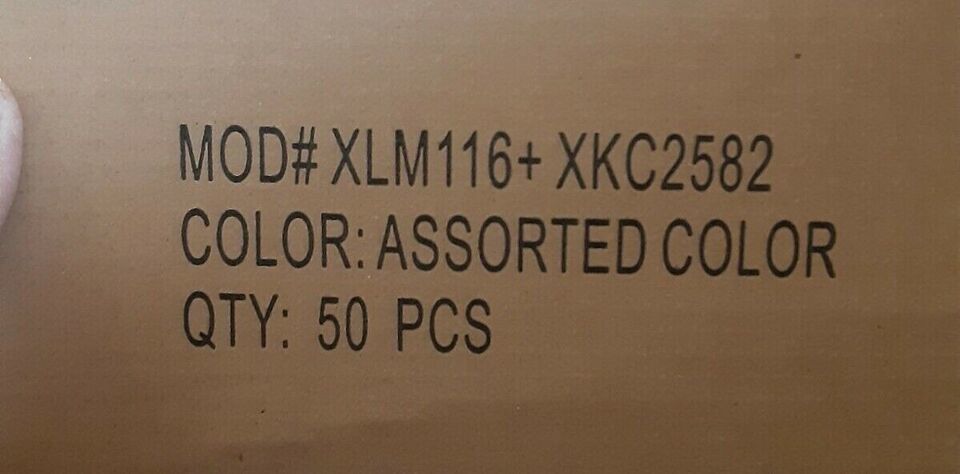 MOD# XLM116+ XKC2582
COLOR: ASSORTED COLOR
QTY: 50 PCS